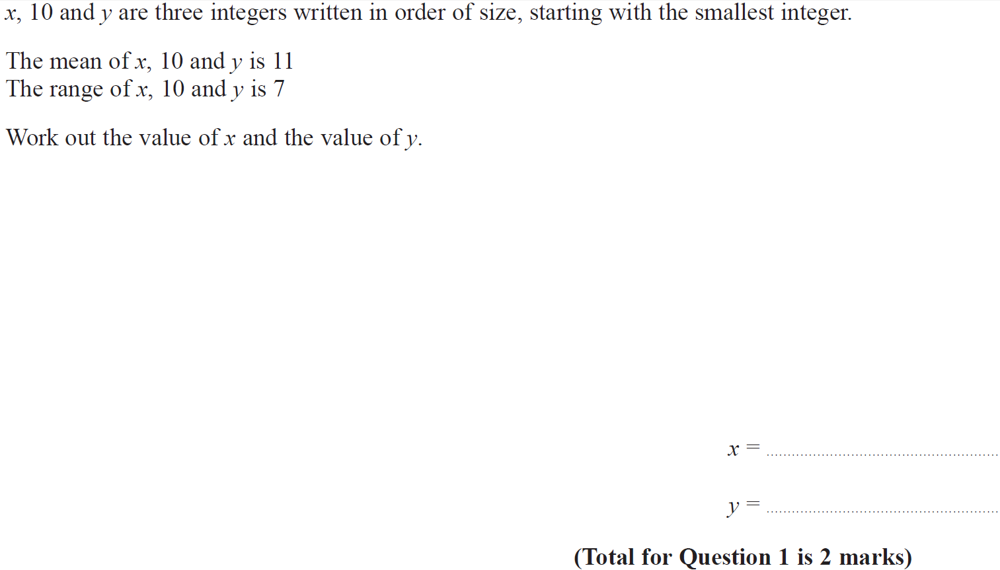 x, 10 and y are three integers written in order of size, starting with the smallest integer.
The mean of x, 10 and y is 11
The range of x, 10 and y is 7
Work out the value of x and the value of y.
x = ......................................................
y = ......................................................
(Total for Question 1 is 2 marks)